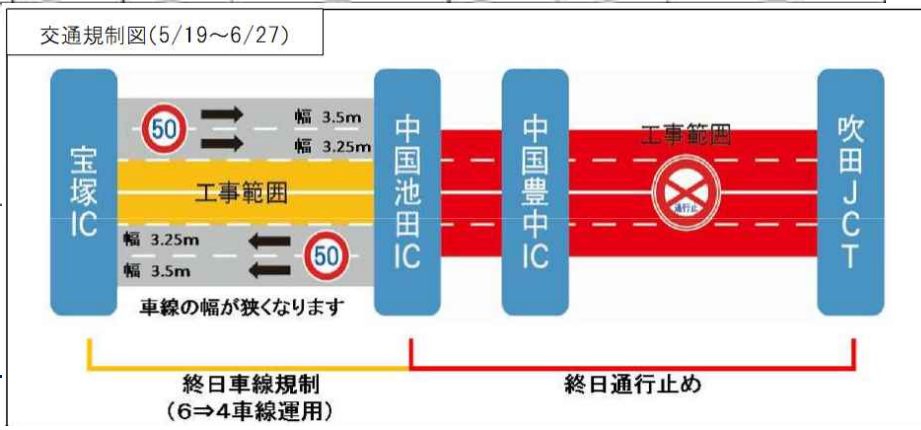 交通規制図(5/19~6/27)
宝塚IC
50
幅 3.5m
幅 3.25m
工事範囲
幅 3.25m
幅 3.5m
50
車線の幅が狭くなります
中国池田IC
中国豊中IC
工事範囲
通行止
吹田JCT
終日車線規制
(6⇒4車線運用)
終日通行止め